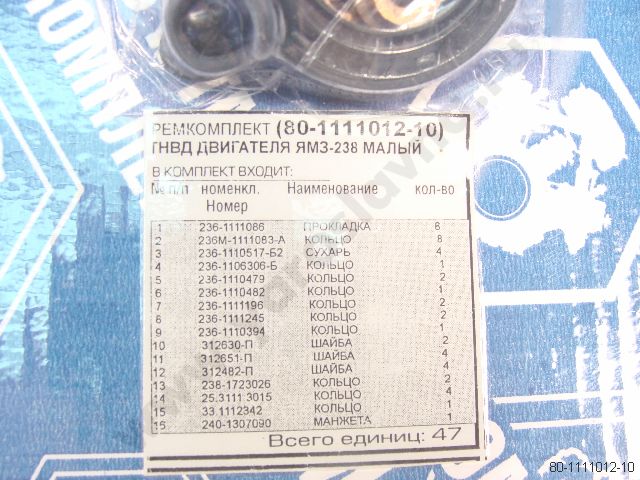 РЕМКОМПЛЕКТ (80-1111012-10)
ТНВД ДВИГАТЕЛЯ ЯМЗ-238 МАЛЫЙ
В КОМПЛЕКТ ВХОДИТ:
№ п/п номенкл. Номер Наименование кол-во
1 236-1111086 ПРОКЛАДКА 8
2 236М-1111083-А КОЛЬЦО 8
3 236-1110517-Б2 СУХАРЬ 4
4 236-1106306-Б КОЛЬЦО 1
5 236-1110479 КОЛЬЦО 2
6 236-1110482 КОЛЬЦО 1
7 236-1111196 КОЛЬЦО 2
8 236-1111245 КОЛЬЦО 2
9 236-1110394 КОЛЬЦО 1
10 312630-П ШАЙБА 2
11 312651-П ШАЙБА 4
12 312482-П ШАЙБА 4
13 238-1723026 КОЛЬЦО 2
14 25.3111.3015 КОЛЬЦО 4
15 33.1112342 КОЛЬЦО 1
16 240-1307090 МАНЖЕТА 1
Всего единиц: 47
80-1111012-10